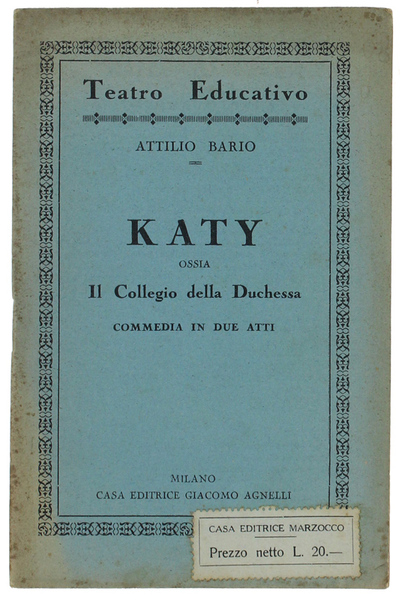 Teatro Educativo
ATTILIO BARIO
KATY
OSSIA
Il Collegio della Duchessa
COMMEDIA IN DUE ATTI
MILANO
CASA EDITRICE GIACOMO AGNELLI
CASA EDITRICE MARZOCCO
Prezzo netto L. 20.—